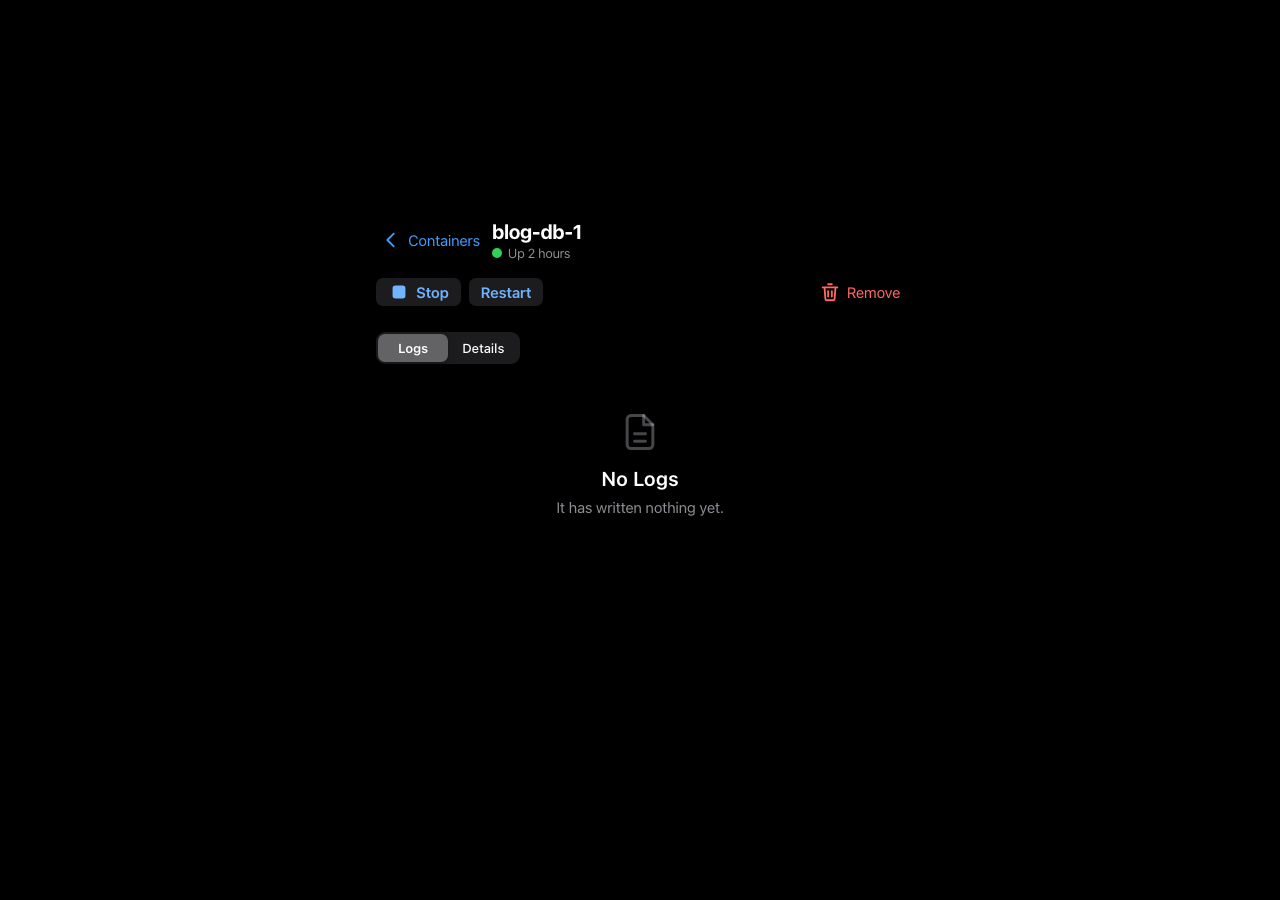 Containers
blog-db-1
Up 2 hours
Stop
Restart
Remove
Logs
Details
No Logs
It has written nothing yet.